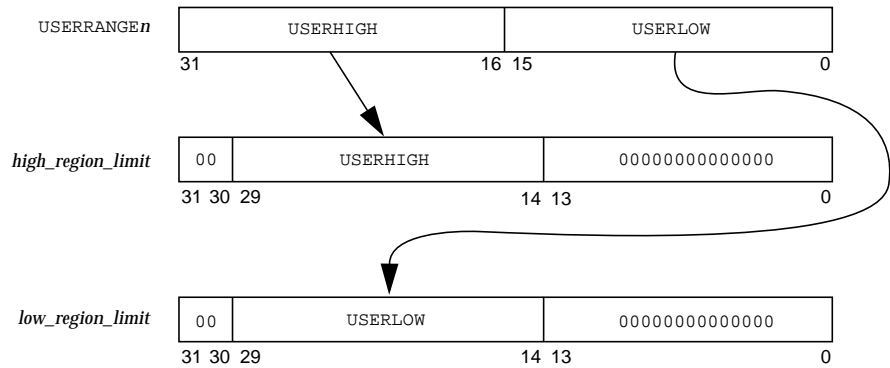 USERRANGEn USERHIGH USERLOW
31 16 15 0
high_region_limit 00 USERHIGH 00000000000000
31 30 29 14 13 0
low_region_limit 00 USERLOW 00000000000000
31 30 29 14 13 0